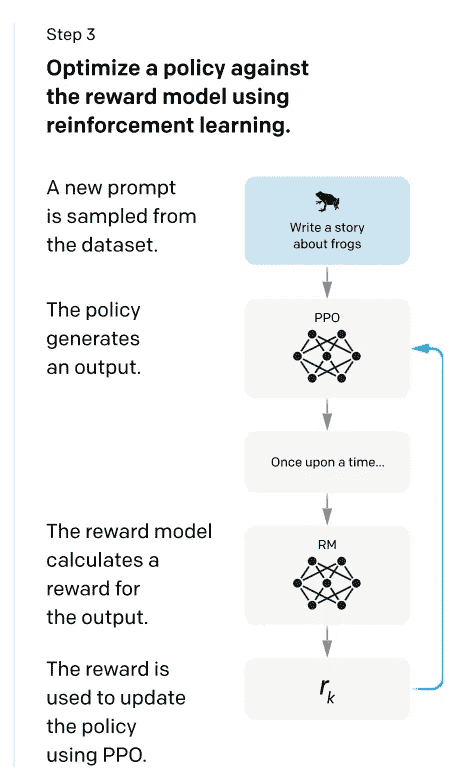 Step 3
Optimize a policy against
the reward model using
reinforcement learning.
A new prompt
is sampled from
the dataset.
Write a story
about frogs
The policy
generates
an output.
PPO
Once upon a time...
The reward model
calculates a
reward for
the output.
RM
The reward is
used to update
the policy
using PPO.
rk